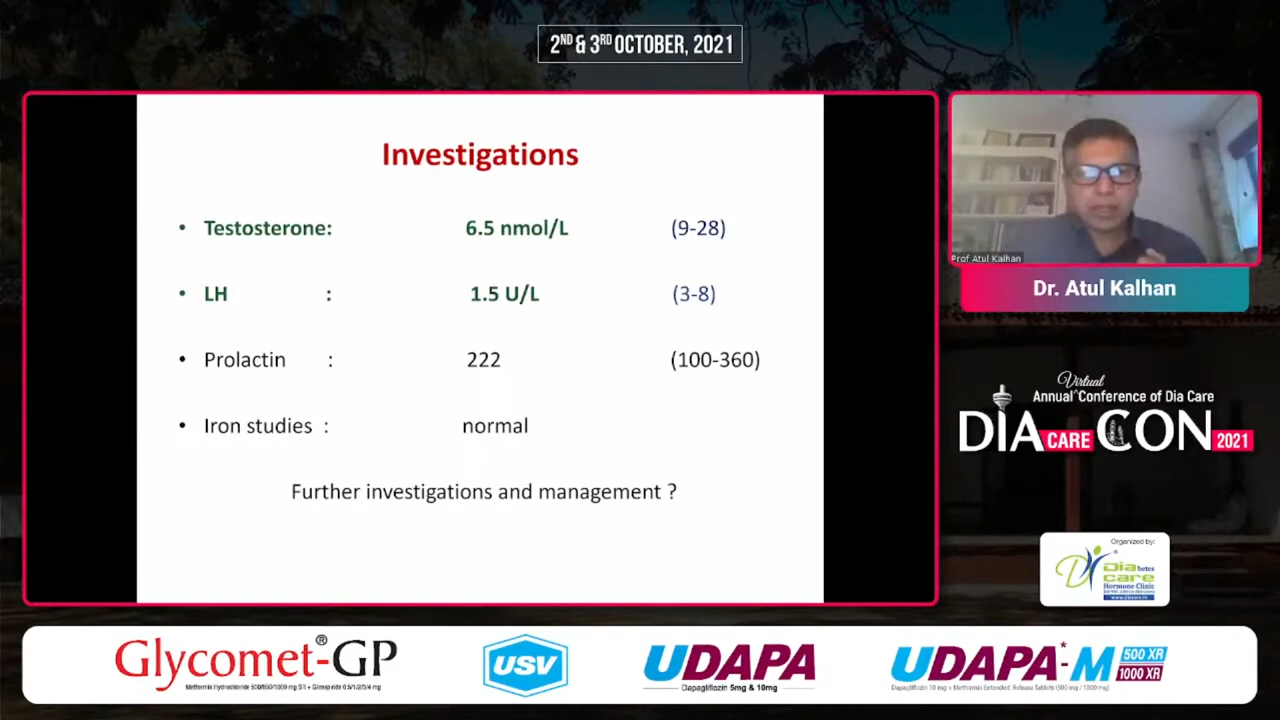 2ND & 3RD OCTOBER, 2021
Investigations
• Testosterone: 6.5 nmol/L (9-28)
• LH : 1.5 U/L (3-8)
• Prolactin : 222 (100-360)
• Iron studies : normal
Further investigations and management ?
Prof Atul Kalhan
Dr. Atul Kalhan
Virtual
Annual ^ Conference of Dia Care
DIA CARE CON 2021
Organized by:
Diabetes
care
Hormone Clinic
Glycomet®-GP
Metformin Hydrochloride 500/850/1000 mg SR + Glimepiride 0.5/1/2/3/4 mg
USV
UDAPA
Dapagliflozin 5mg & 10mg
UDAPA*-M 500 XR
1000 XR
Dapagliflozin 10 mg + Metformin Extended Release Tablets (500 mg / 1000 mg)